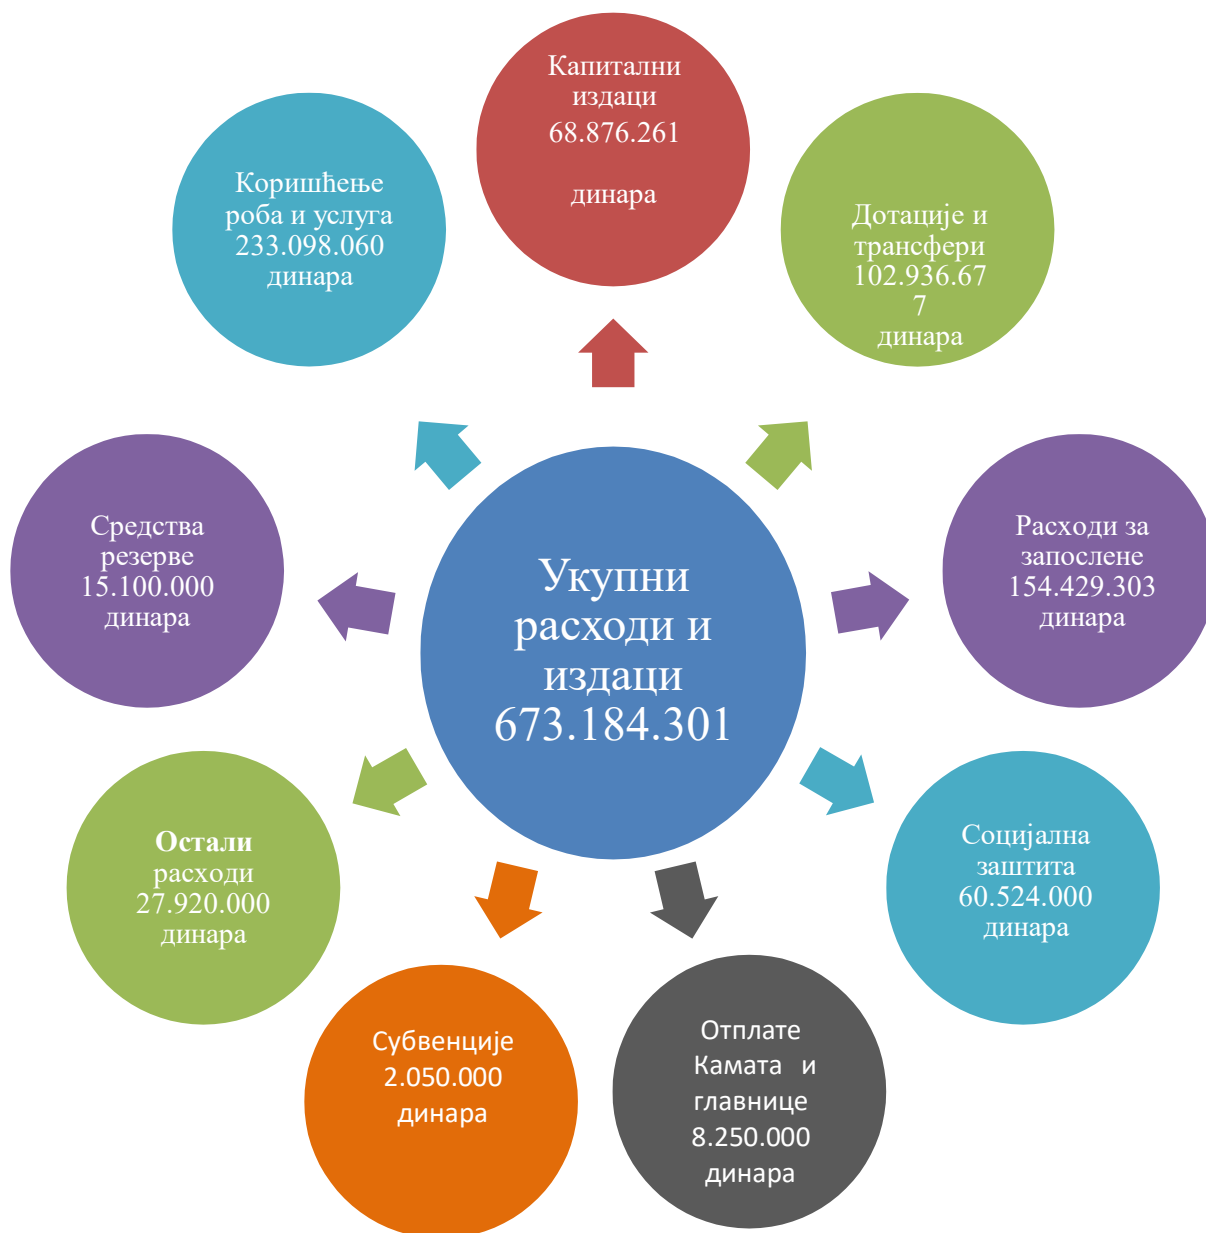 Капитални
издаци
68.876.261
динара
Коришћење
роба и услуга
233.098.060
динара
Дотације и
трансфери
102.936.67
7
динара
Средства
резерве
15.100.000
динара
Расходи за
запослене
154.429.303
динара
Укупни
расходи и
издаци
673.184.301
Остали
расходи
27.920.000
динара
Социјална
заштита
60.524.000
динара
Субвенције
2.050.000
динара
Отплате
Камата и
главнице
8.250.000
динара